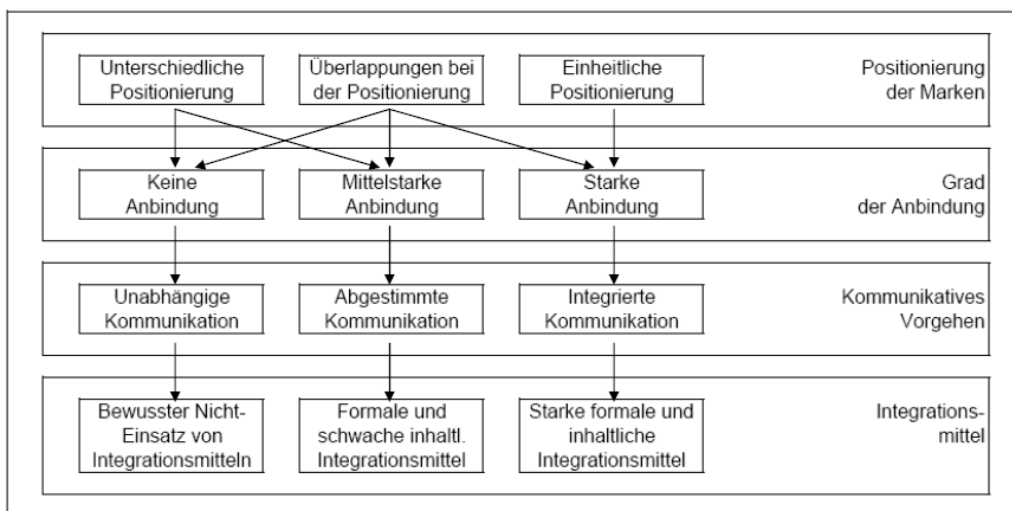 Unterschiedliche
Positionierung
Überlappungen bei
der Positionierung
Einheitliche
Positionierung
Positionierung
der Marken
Keine
Anbindung
Mittelstarke
Anbindung
Starke
Anbindung
Grad
der Anbindung
Unabhängige
Kommunikation
Abgestimmte
Kommunikation
Integrierte
Kommunikation
Kommunikatives
Vorgehen
Bewusster Nicht-
Einsatz von
Integrationsmitteln
Formale und
schwache inhaltl.
Integrationsmittel
Starke formale und
inhaltliche
Integrationsmittel
Integrations-
mittel